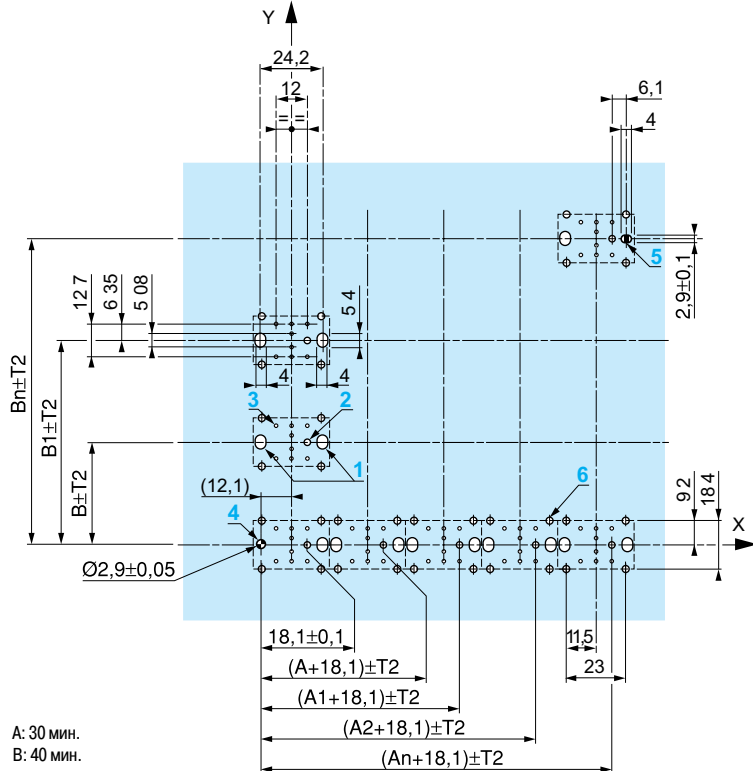 Y
24,2
12
= =
6,1
4
5
2,9±0,1
12 7
6 35
5 08
5 4
4
4
Bn±T2
B1±T2
B±T2
3
2
1
(12,1)
4
6
9 2
18 4
X
Ø2,9±0,05
18,1±0,1
11,5
23
(A+18,1)±T2
(A1+18,1)±T2
(A2+18,1)±T2
(An+18,1)±T2
A: 30 мин.
B: 40 мин.